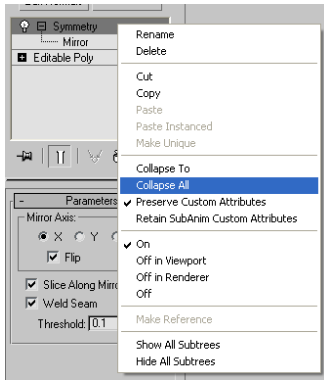 Symmetry
Mirror
Editable Poly
Rename
Delete
Cut
Copy
Paste
Paste Instanced
Make Unique
Collapse To
Collapse All
Preserve Custom Attributes
Retain SubAnim Custom Attributes
On
Off in Viewport
Off in Renderer
Off
Make Reference
Show All Subtrees
Hide All Subtrees
- Parameters
Mirror Axis:
X Y
Flip
Slice Along Mirro
Weld Seam
Threshold: 0.1